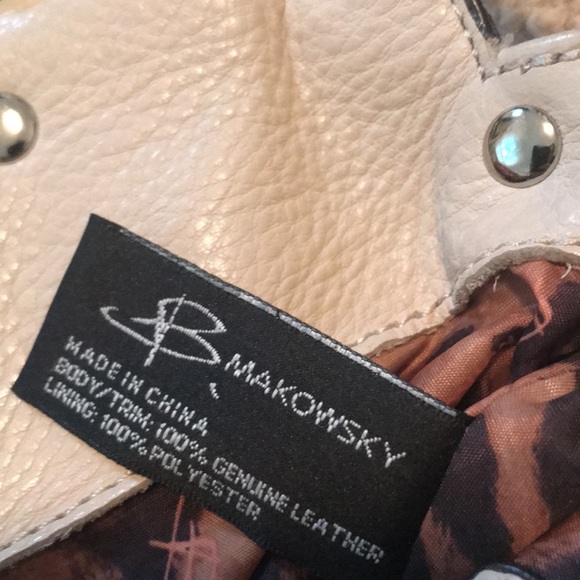 B MAKOWSKY
MADE IN CHINA
BODY/TRIM: 100% GENUINE LEATHER
LINING: 100% POLYESTER